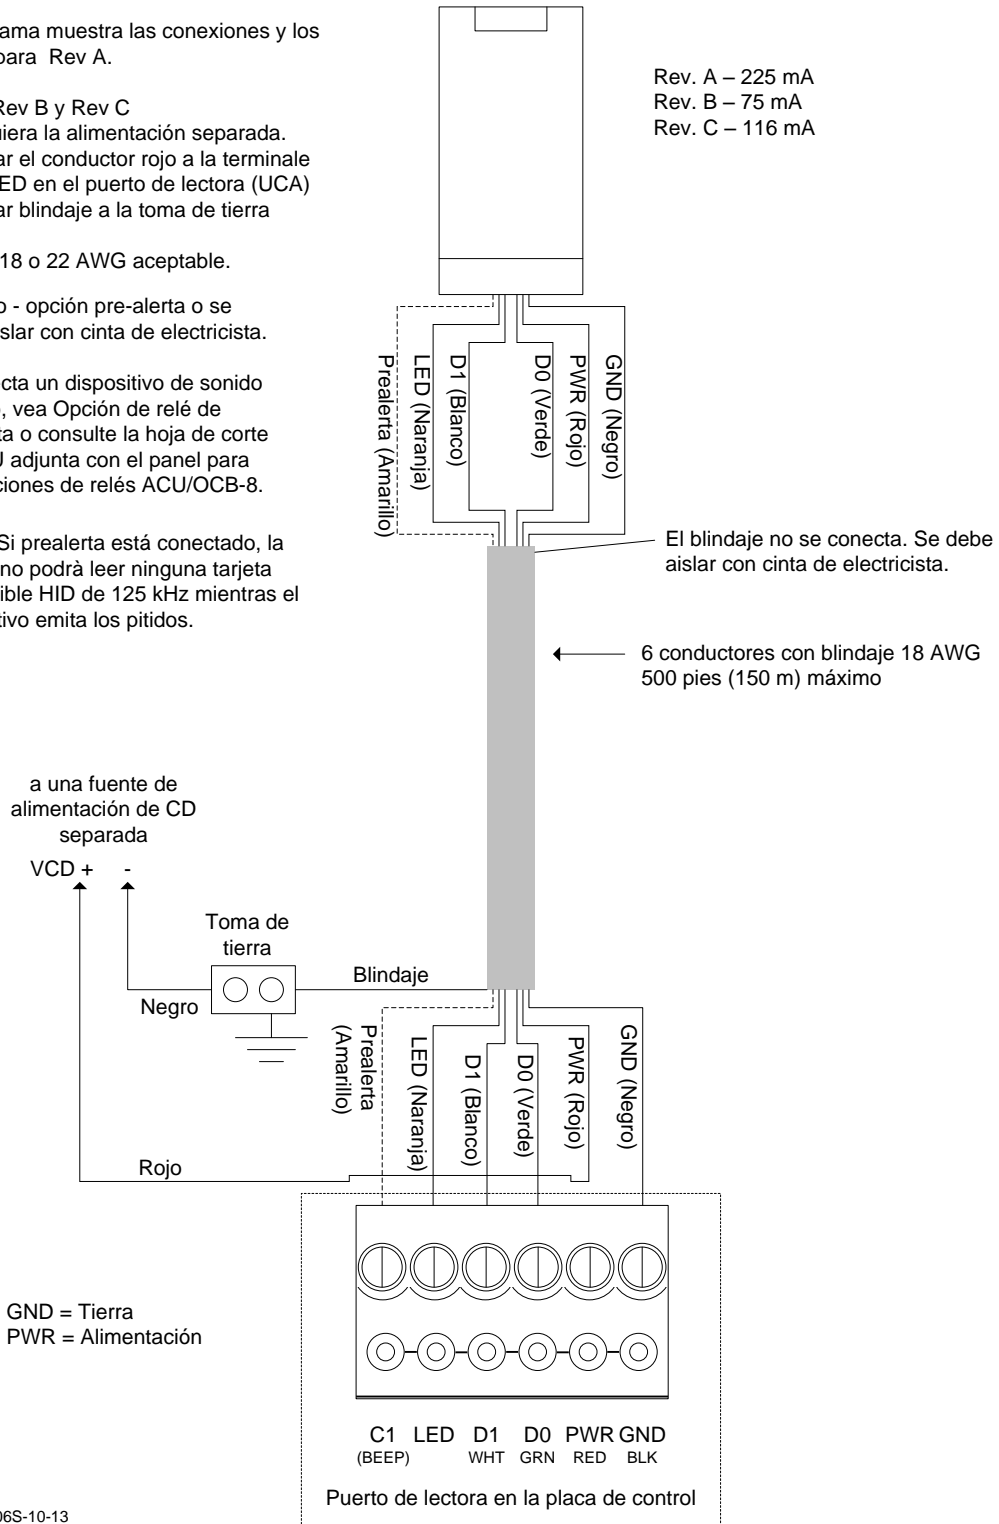 ama muestra las conexiones y los
para Rev A.
Rev B y Rev C
uiera la alimentación separada.
ar el conductor rojo a la terminale
ED en el puerto de lectora (UCA)
ar blindaje a la toma de tierra
18 o 22 AWG aceptable.
o - opción pre-alerta o se
islar con cinta de electricista.
ecta un dispositivo de sonido
o, vea Opción de relé de
ta o consulte la hoja de corte
U adjunta con el panel para
ciones de relés ACU/OCB-8.
Si prealerta está conectado, la
no podrà leer ninguna tarjeta
ible HID de 125 kHz mientras el
tivo emita los pitidos.
Rev. A – 225 mA
Rev. B – 75 mA
Rev. C – 116 mA
Prealerta (Amarillo)
LED (Naranja)
D1 (Blanco)
D0 (Verde)
PWR (Rojo)
GND (Negro)
El blindaje no se conecta. Se debe
aislar con cinta de electricista.
6 conductores con blindaje 18 AWG
500 pies (150 m) máximo
a una fuente de
alimentación de CD
separada
VCD + -
Toma de
tierra
Blindaje
Negro
Prealerta
(Amarillo)
LED (Naranja)
D1 (Blanco)
D0 (Verde)
PWR (Rojo)
GND (Negro)
Rojo
GND = Tierra
PWR = Alimentación
C1 LED D1 D0 PWR GND
(BEEP) WHT GRN RED BLK
Puerto de lectora en la placa de control
06S-10-13